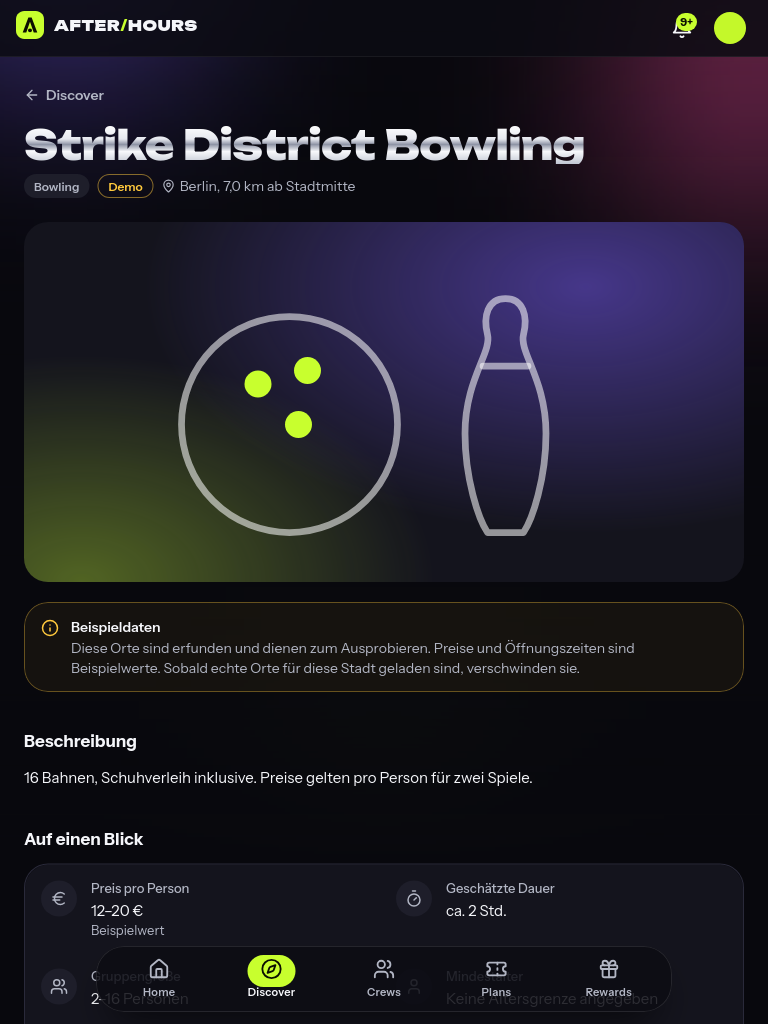 AFTER/HOURS
9+
Discover
Strike District Bowling
Bowling
Demo
Berlin, 7,0 km ab Stadtmitte
Beispieldaten
Diese Orte sind erfunden und dienen zum Ausprobieren. Preise und Öffnungszeiten sind
Beispielwerte. Sobald echte Orte für diese Stadt geladen sind, verschwinden sie.
Beschreibung
16 Bahnen, Schuhverleih inklusive. Preise gelten pro Person für zwei Spiele.
Auf einen Blick
Preis pro Person
12–20 €
Beispielwert
Geschätzte Dauer
ca. 2 Std.
Gruppengröße
2–16 Personen
Mindestalter
Keine Altersgrenze angegeben
Home
Discover
Crews
Plans
Rewards